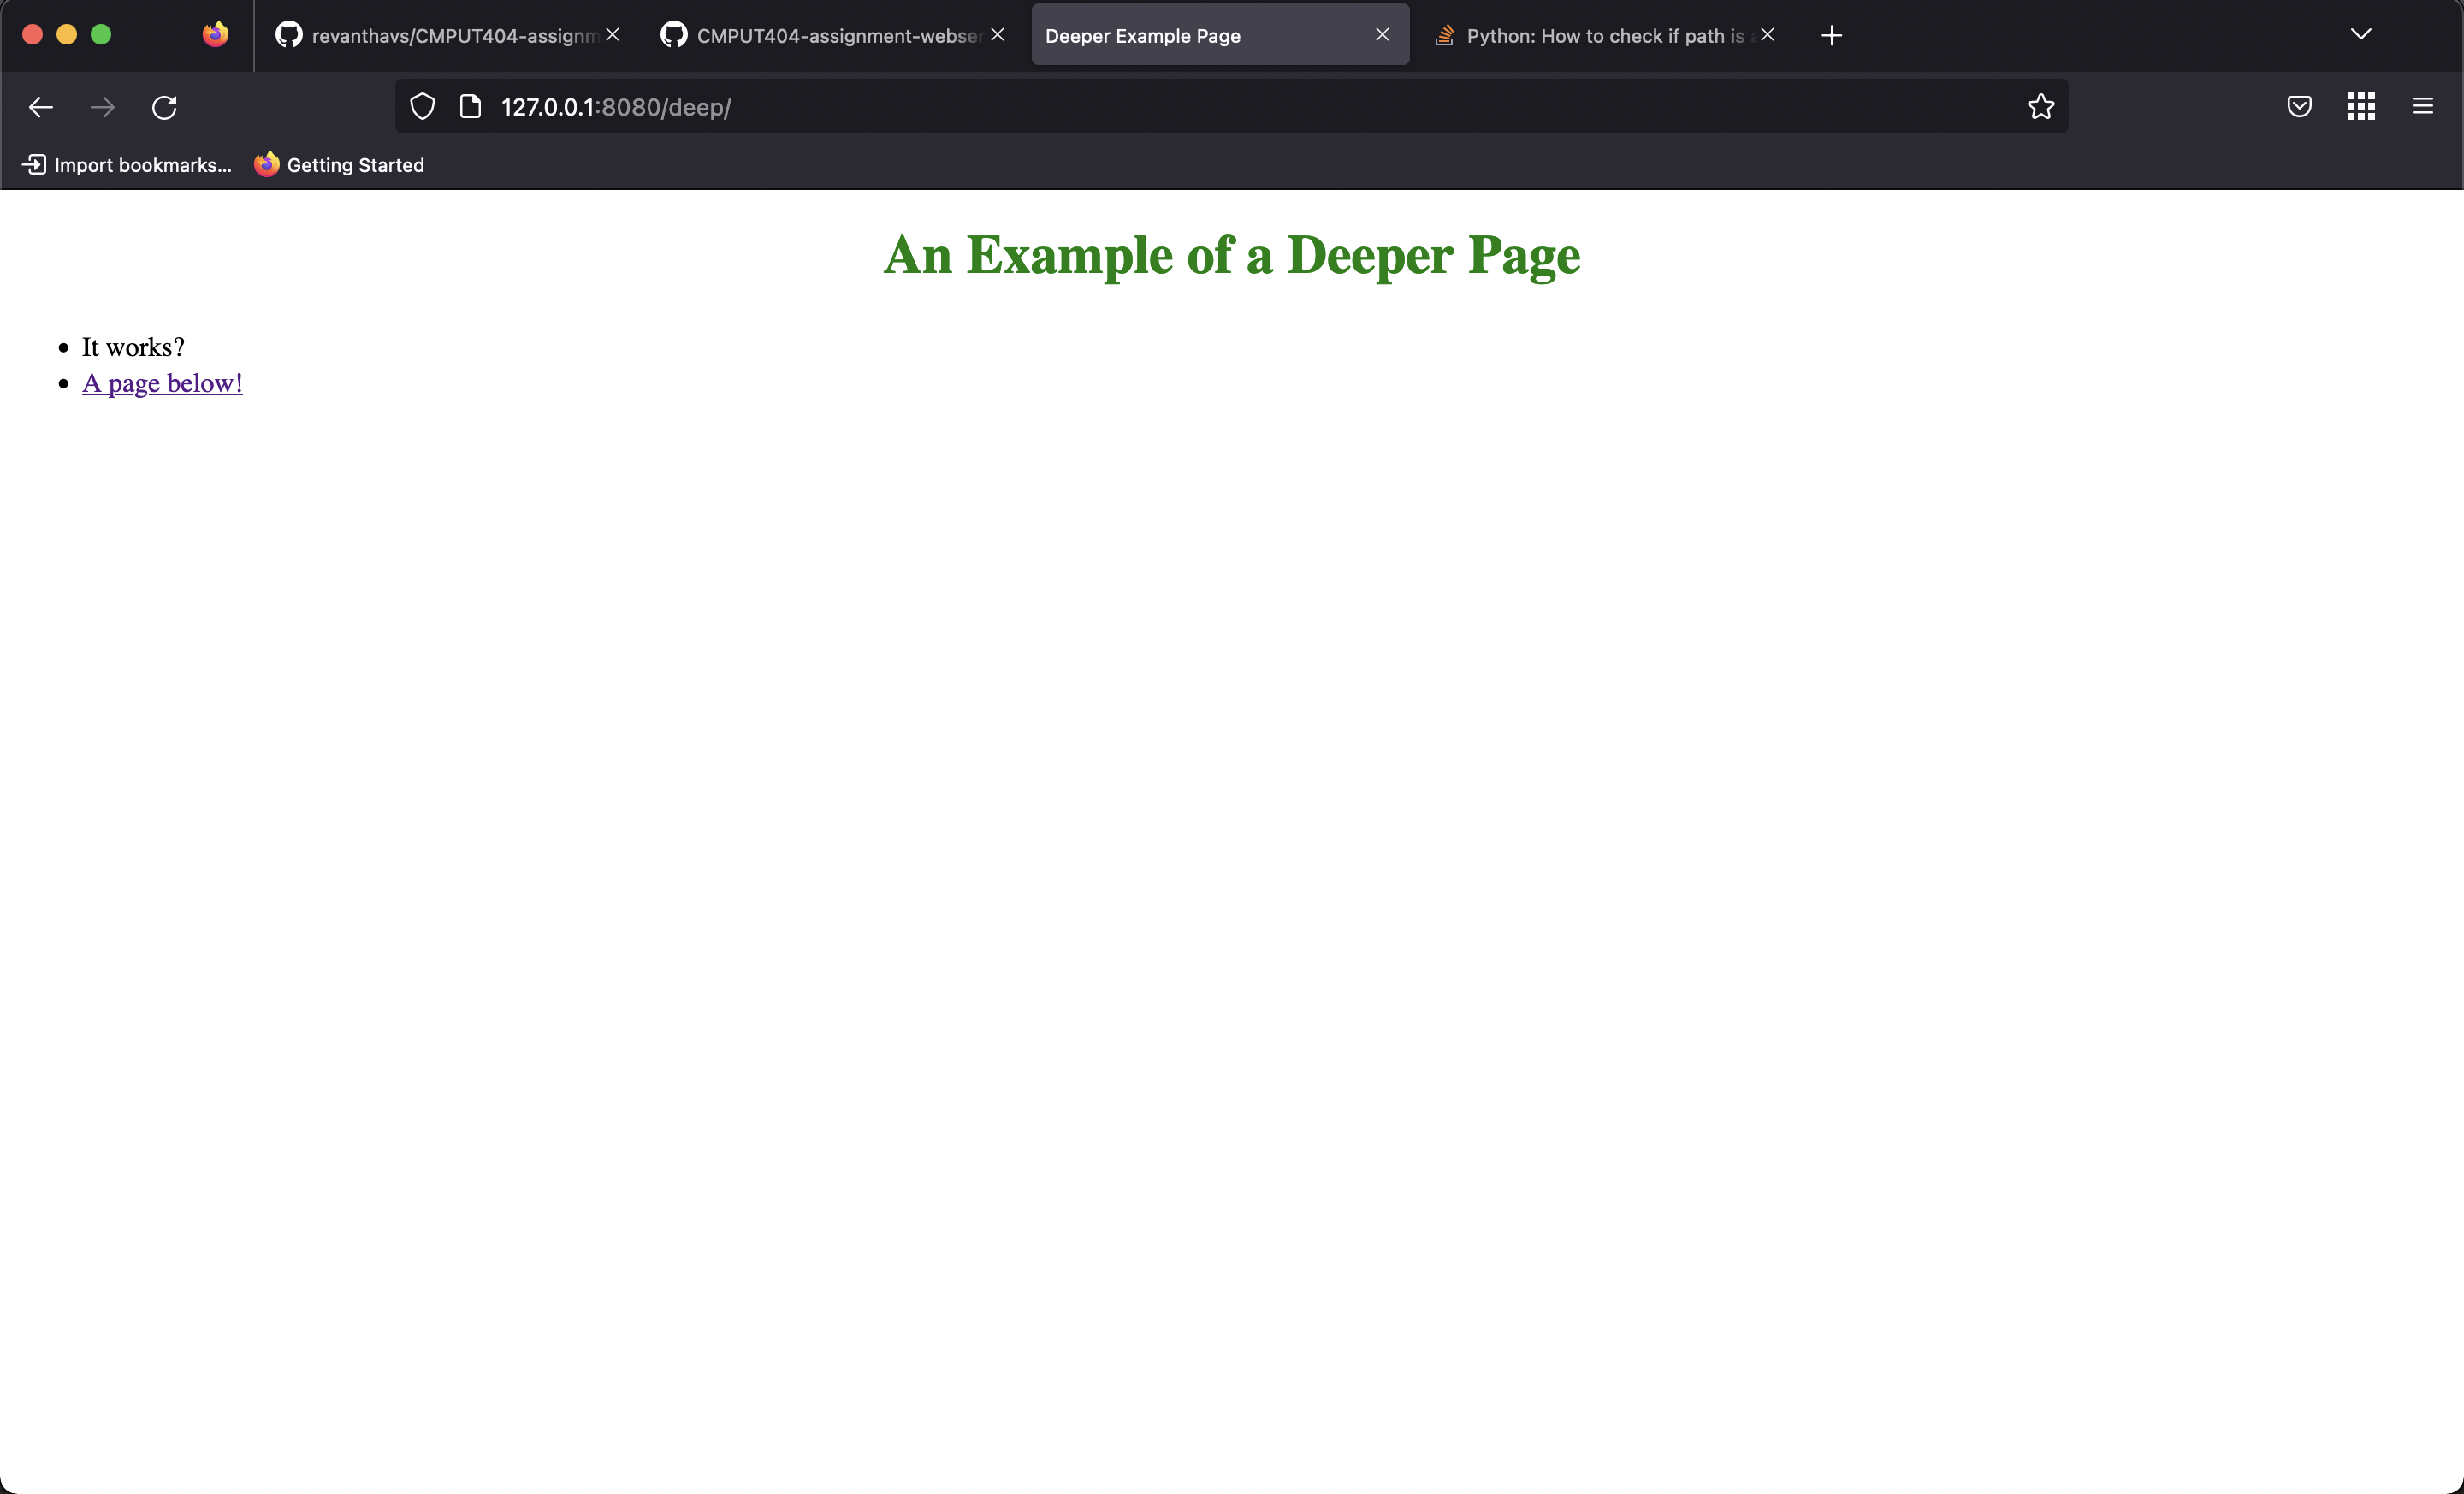 revanthavs/CMPUT404-assignm
CMPUT404-assignment-webser
Deeper Example Page
Python: How to check if path is a
127.0.0.1:8080/deep/
Import bookmarks...
Getting Started
An Example of a Deeper Page
It works?
A page below!